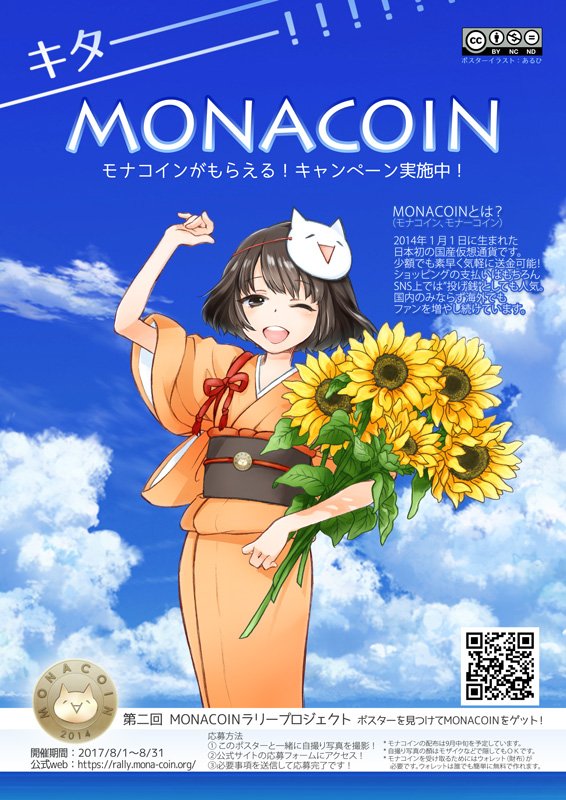 キターーーーー！！！！！！
cc BY NC ND
ポスターイラスト：あるひ
MONACOIN
モナコインがもらえる！キャンペーン実施中！
MONACOINとは？
（モナコイン、モナーコイン）
2014年１月１日に生まれた
日本初の国産仮想通貨です。
少額でも素早く気軽に送金可能!
ショッピングの支払いはもちろん
SNS上では“投げ銭”としても人気。
国内のみならず海外でも
ファンを増やし続けています。
MONACOIN
2014
第二回 MONACOINラリープロジェクト ポスターを見つけてMONACOINをゲット！
開催期間：2017/8/1～8/31
公式web：https://rally.mona-coin.org/
応募方法
① このポスターと一緒に自撮り写真を撮影！
②公式サイトの応募フォームにアクセス！
③必要事項を送信して応募完了です！
* モナコインの配布は9月中旬を予定しています。
* 自撮り写真の顔はモザイクなどで隠してもOKです。
* モナコインを受け取るためにはウォレット（財布）が
必要です。ウォレットは誰でも簡単に無料で作れます。